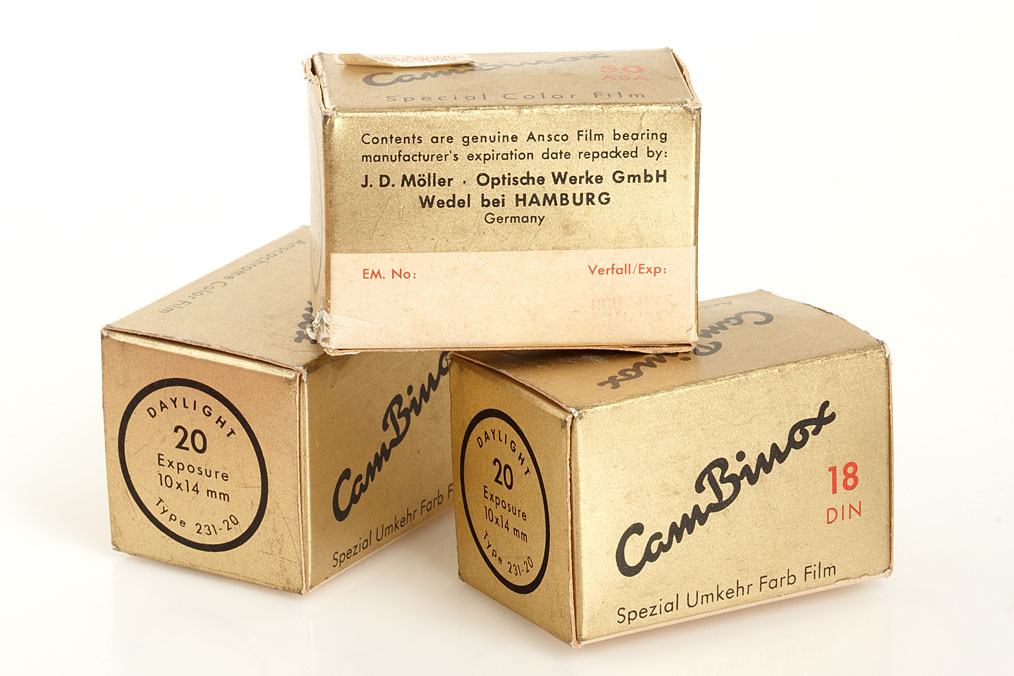 CamBinox
50
ASA
Special Color Film
Contents are genuine Ansco Film bearing
manufacturer's expiration date repacked by:
J. D. Möller · Optische Werke GmbH
Wedel bei HAMBURG
Germany
EM. No:
Verfall/Exp:
Anscochrome Color Film
DAYLIGHT
20
Exposure
10x14 mm
Type 231-20
CamBinox
Spezial Umkehr Farb F
CamBinox
DAYLIGHT
20
Exposure
10x14 mm
Type 231-20
CamBinox
18
DIN
Spezial Umkehr Farb Film